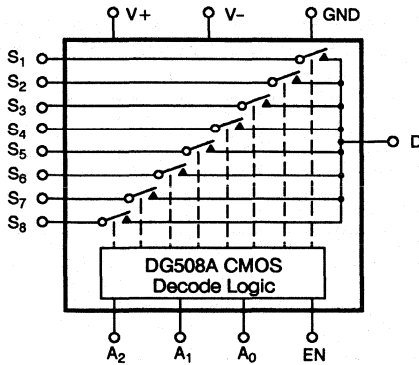 V+ V− GND
S1
S2
S3
S4
S5
S6
S7
S8
D
DG508A CMOS
Decode Logic
A2 A1 A0 EN